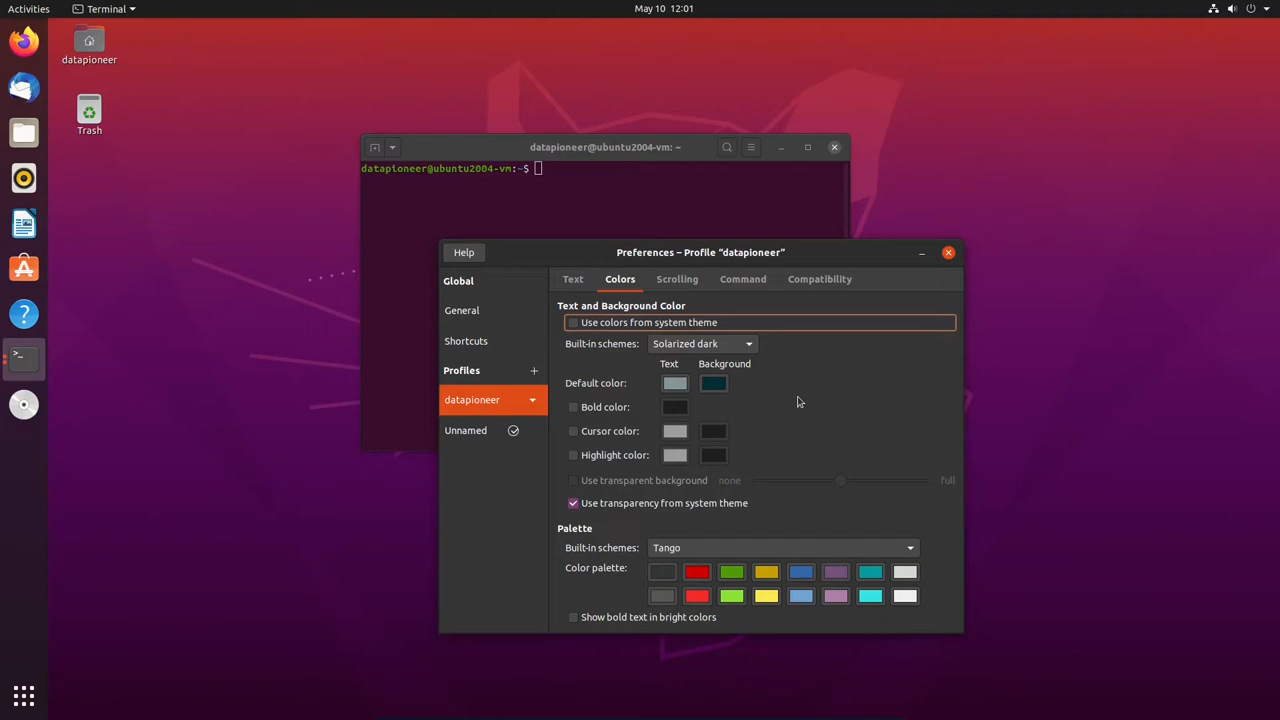 Activities
Terminal
May 10 12:01
datapioneer
Trash
datapioneer@ubuntu2004-vm: ~
datapioneer@ubuntu2004-vm:~$
Help
Preferences – Profile “datapioneer”
Global
General
Shortcuts
Profiles
datapioneer
Unnamed
Text
Colors
Scrolling
Command
Compatibility
Text and Background Color
Use colors from system theme
Built-in schemes: Solarized dark
Text Background
Default color:
Bold color:
Cursor color:
Highlight color:
Use transparent background none full
Use transparency from system theme
Palette
Built-in schemes: Tango
Color palette:
Show bold text in bright colors